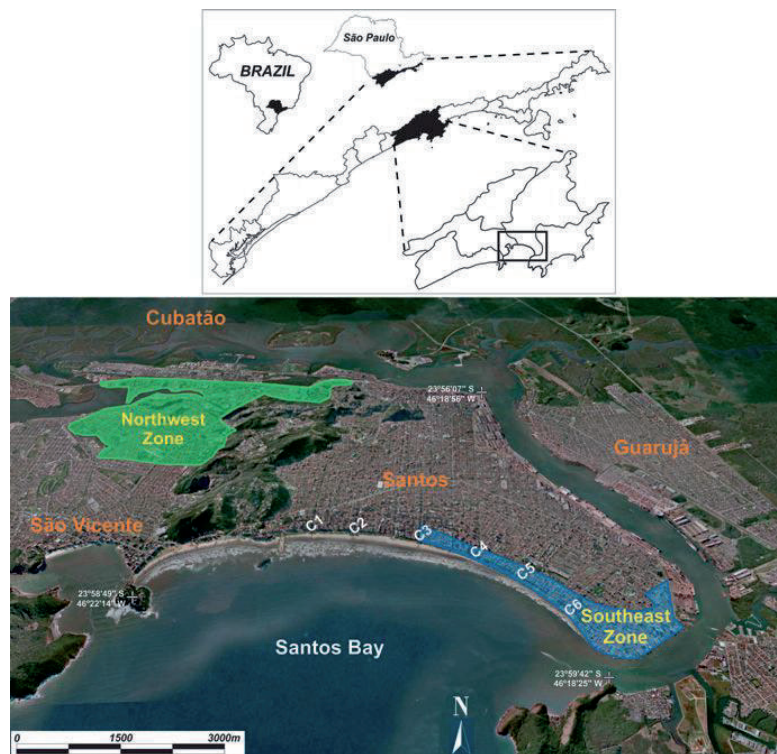 São Paulo
BRAZIL
Cubatão
23°56'07" S
46°18'56" W
Northwest
Zone
Guarujá
Santos
São Vicente
C1
C2
C3
C4
C5
C6
23°58'49" S
46°22'14" W
Southeast
Zone
Santos Bay
23°59'42" S
46°18'25" W
N
0 1500 3000m